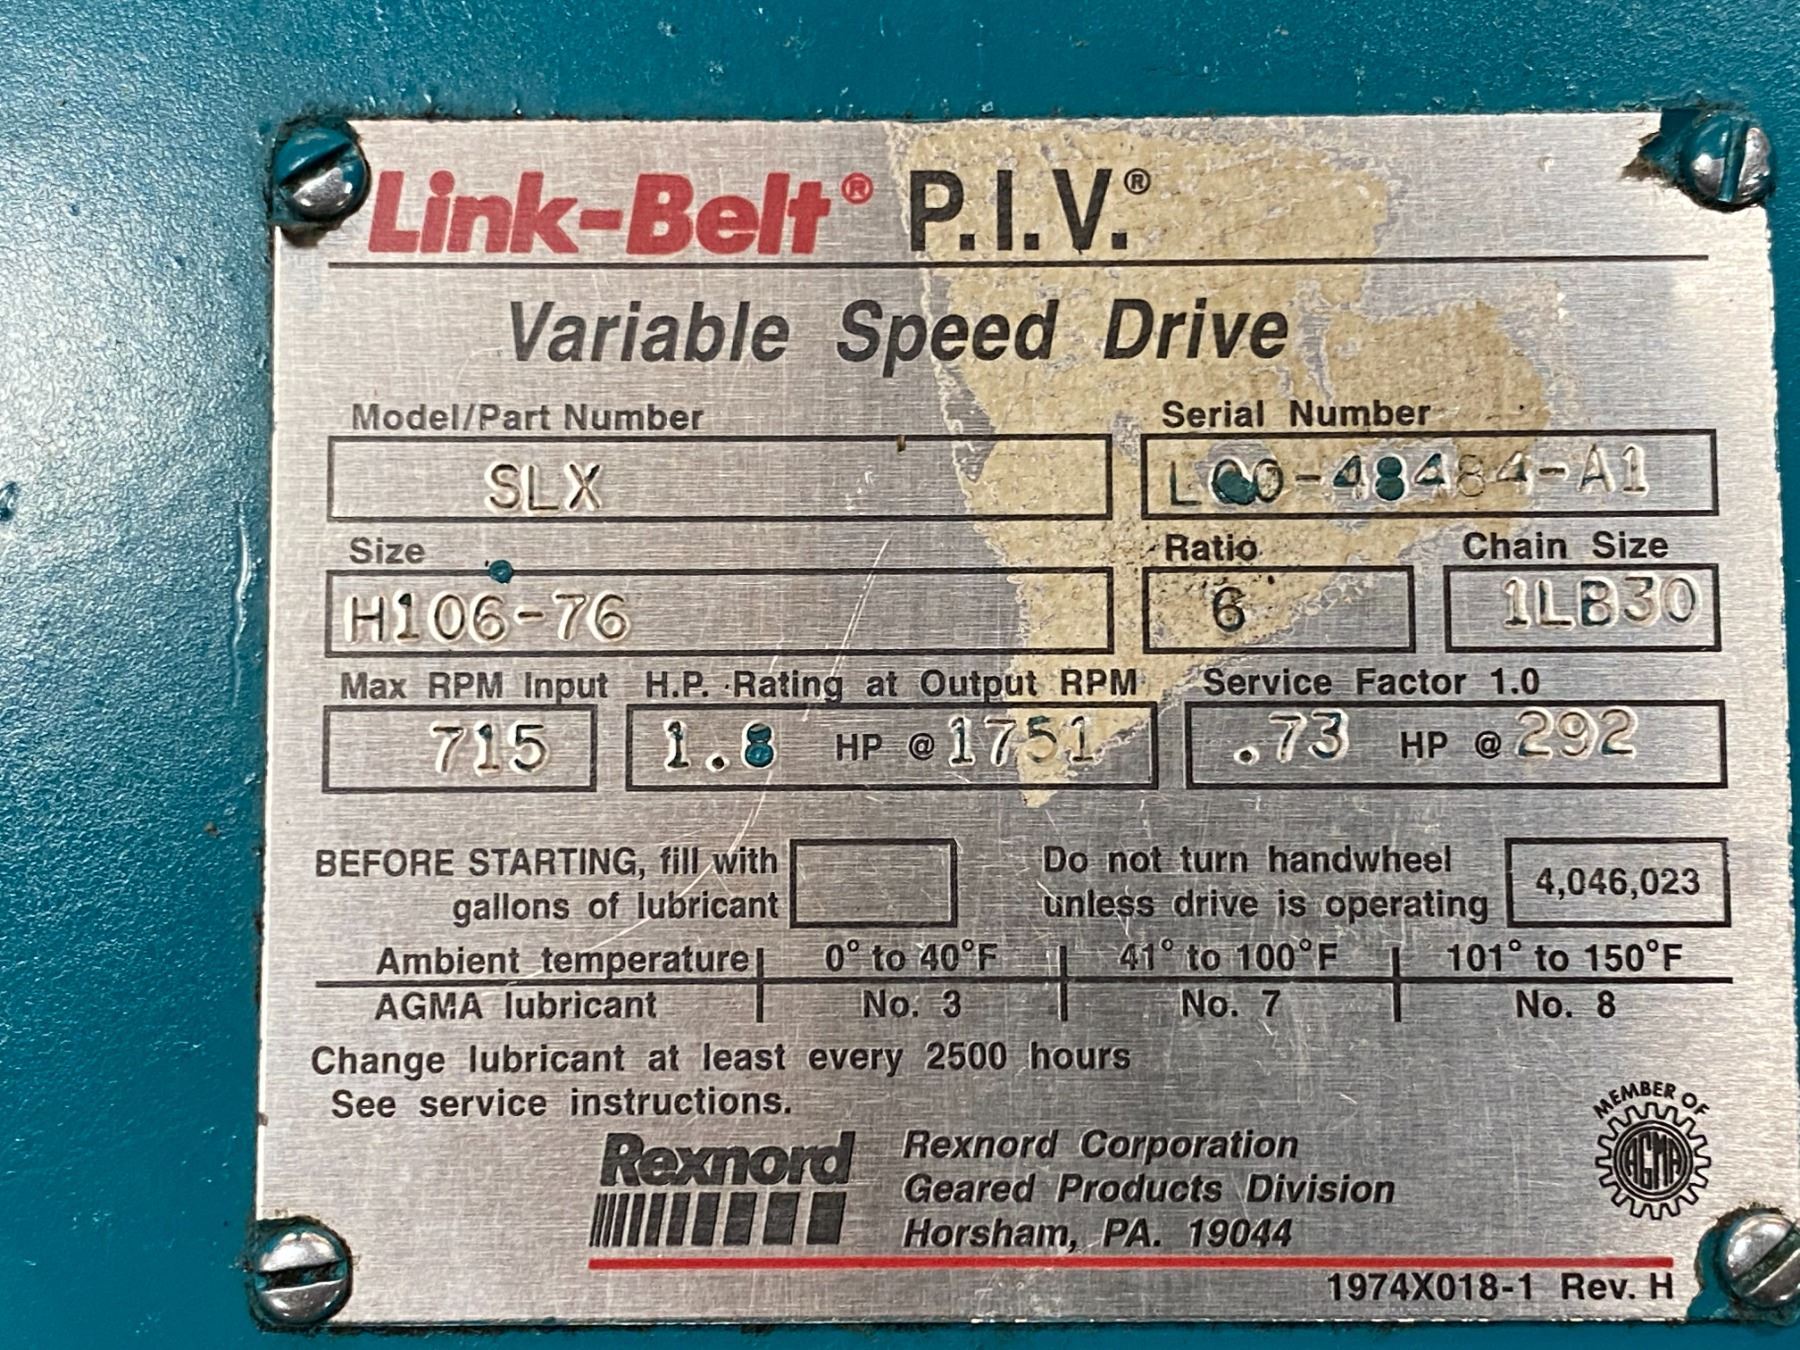 Link-Belt® P.I.V.®
Variable Speed Drive
Model/Part Number Serial Number
SLX
Size Ratio Chain Size
H106-76 6 1LB30
Max RPM Input H.P. Rating at Output RPM Service Factor 1.0
715 1.8 HP @ 1751 .73 HP @ 292
BEFORE STARTING, fill with Do not turn handwheel
gallons of lubricant unless drive is operating 4,046,023
Ambient temperature 0° to 40°F 41° to 100°F 101° to 150°F
AGMA lubricant No. 3 No. 7 No. 8
Change lubricant at least every 2500 hours
See service instructions.
MEMBER OF
AGMA
Rexnord Rexnord Corporation
Geared Products Division
Horsham, PA. 19044
1974X018-1 Rev. H